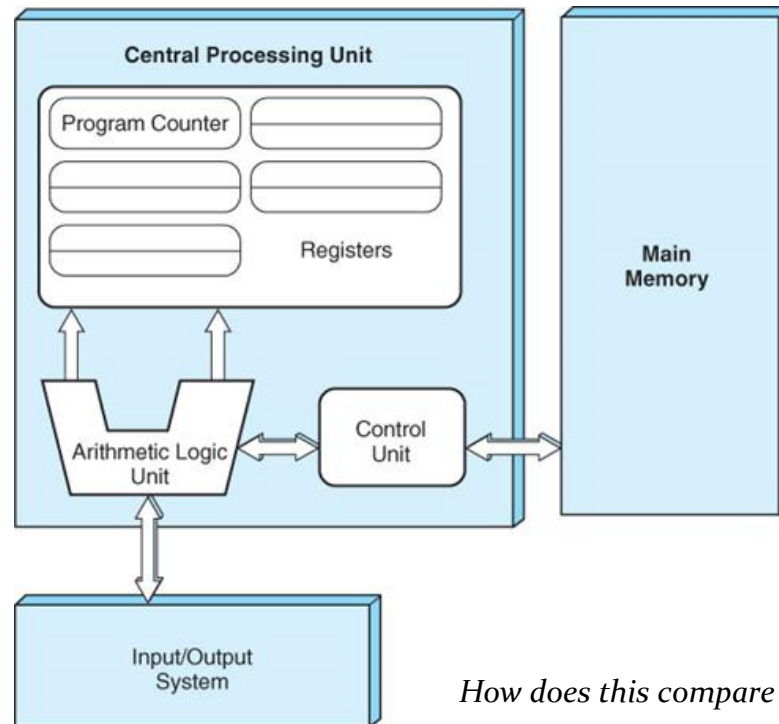 Central Processing Unit
Program Counter
Registers
Main
Memory
Arithmetic Logic
Unit
Control
Unit
Input/Output
System
How does this compare